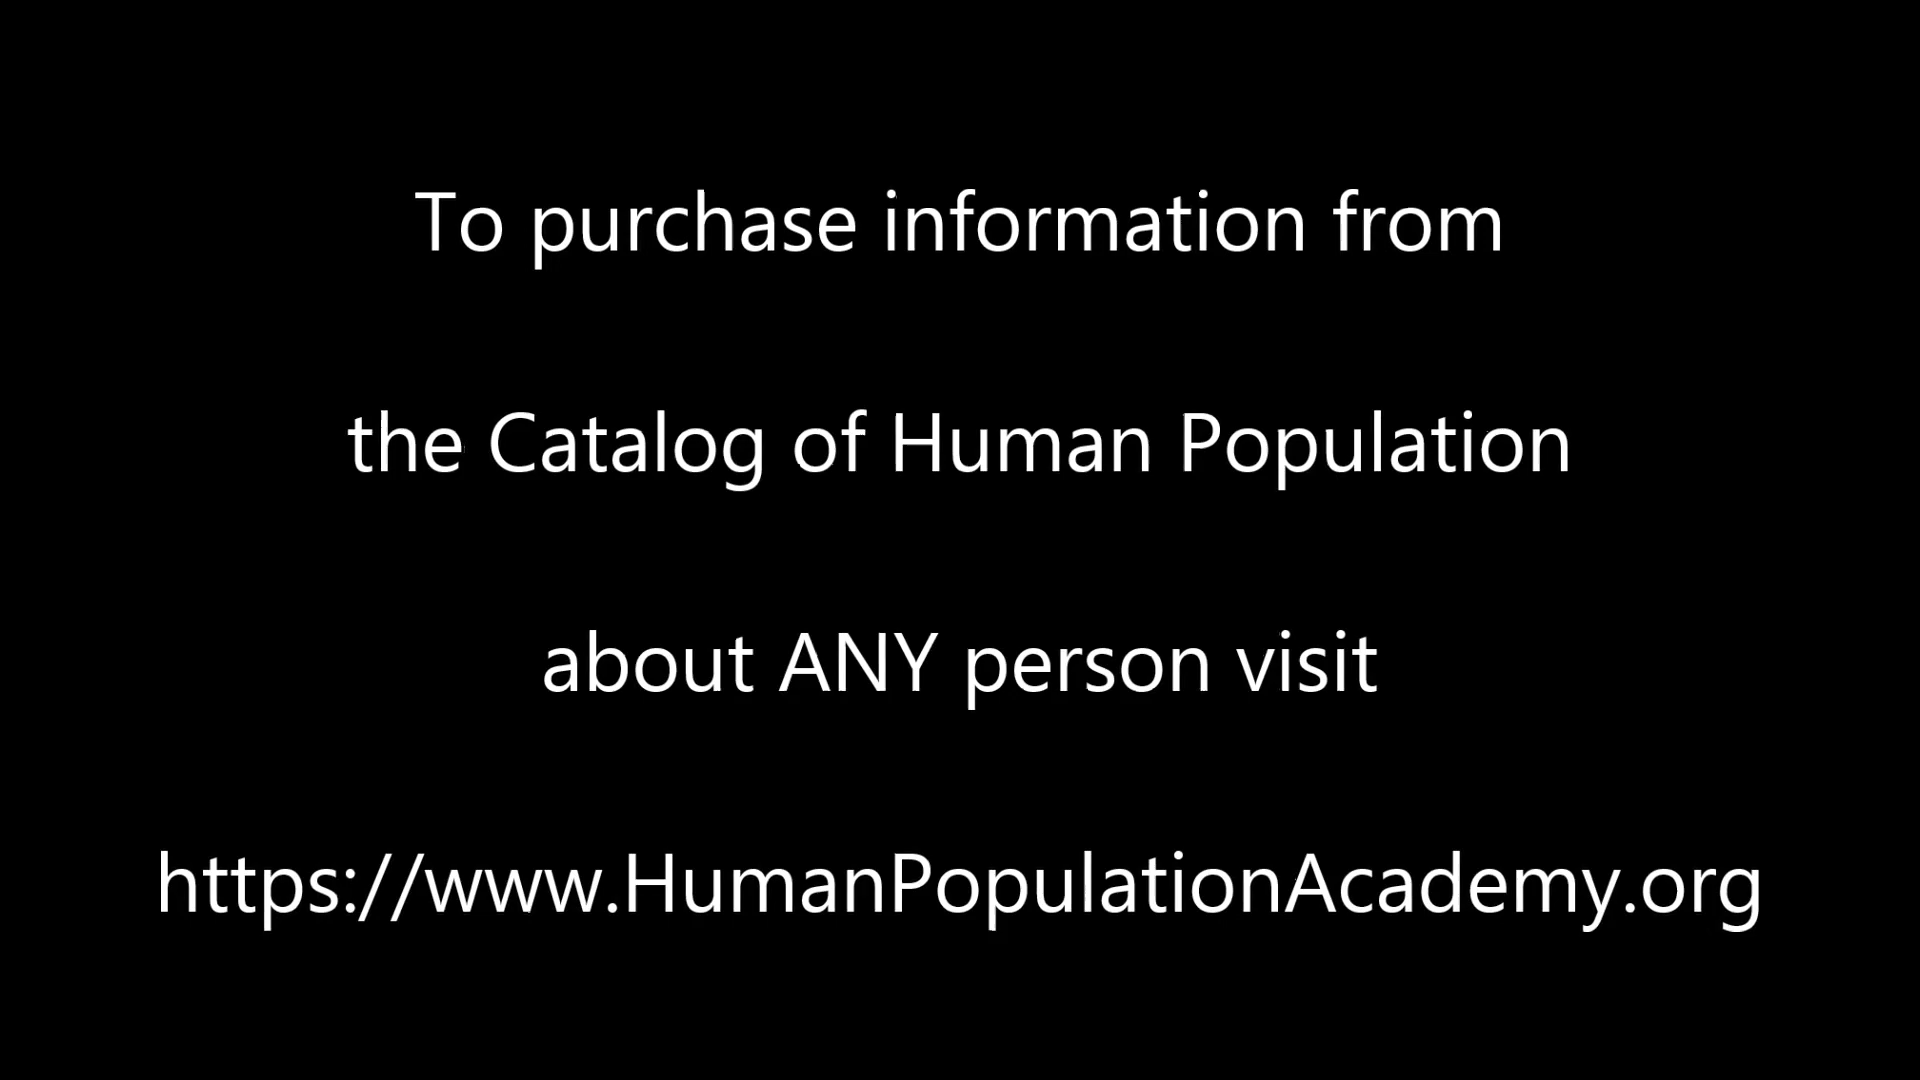 To purchase information from
the Catalog of Human Population
about ANY person visit
https://www.HumanPopulationAcademy.org